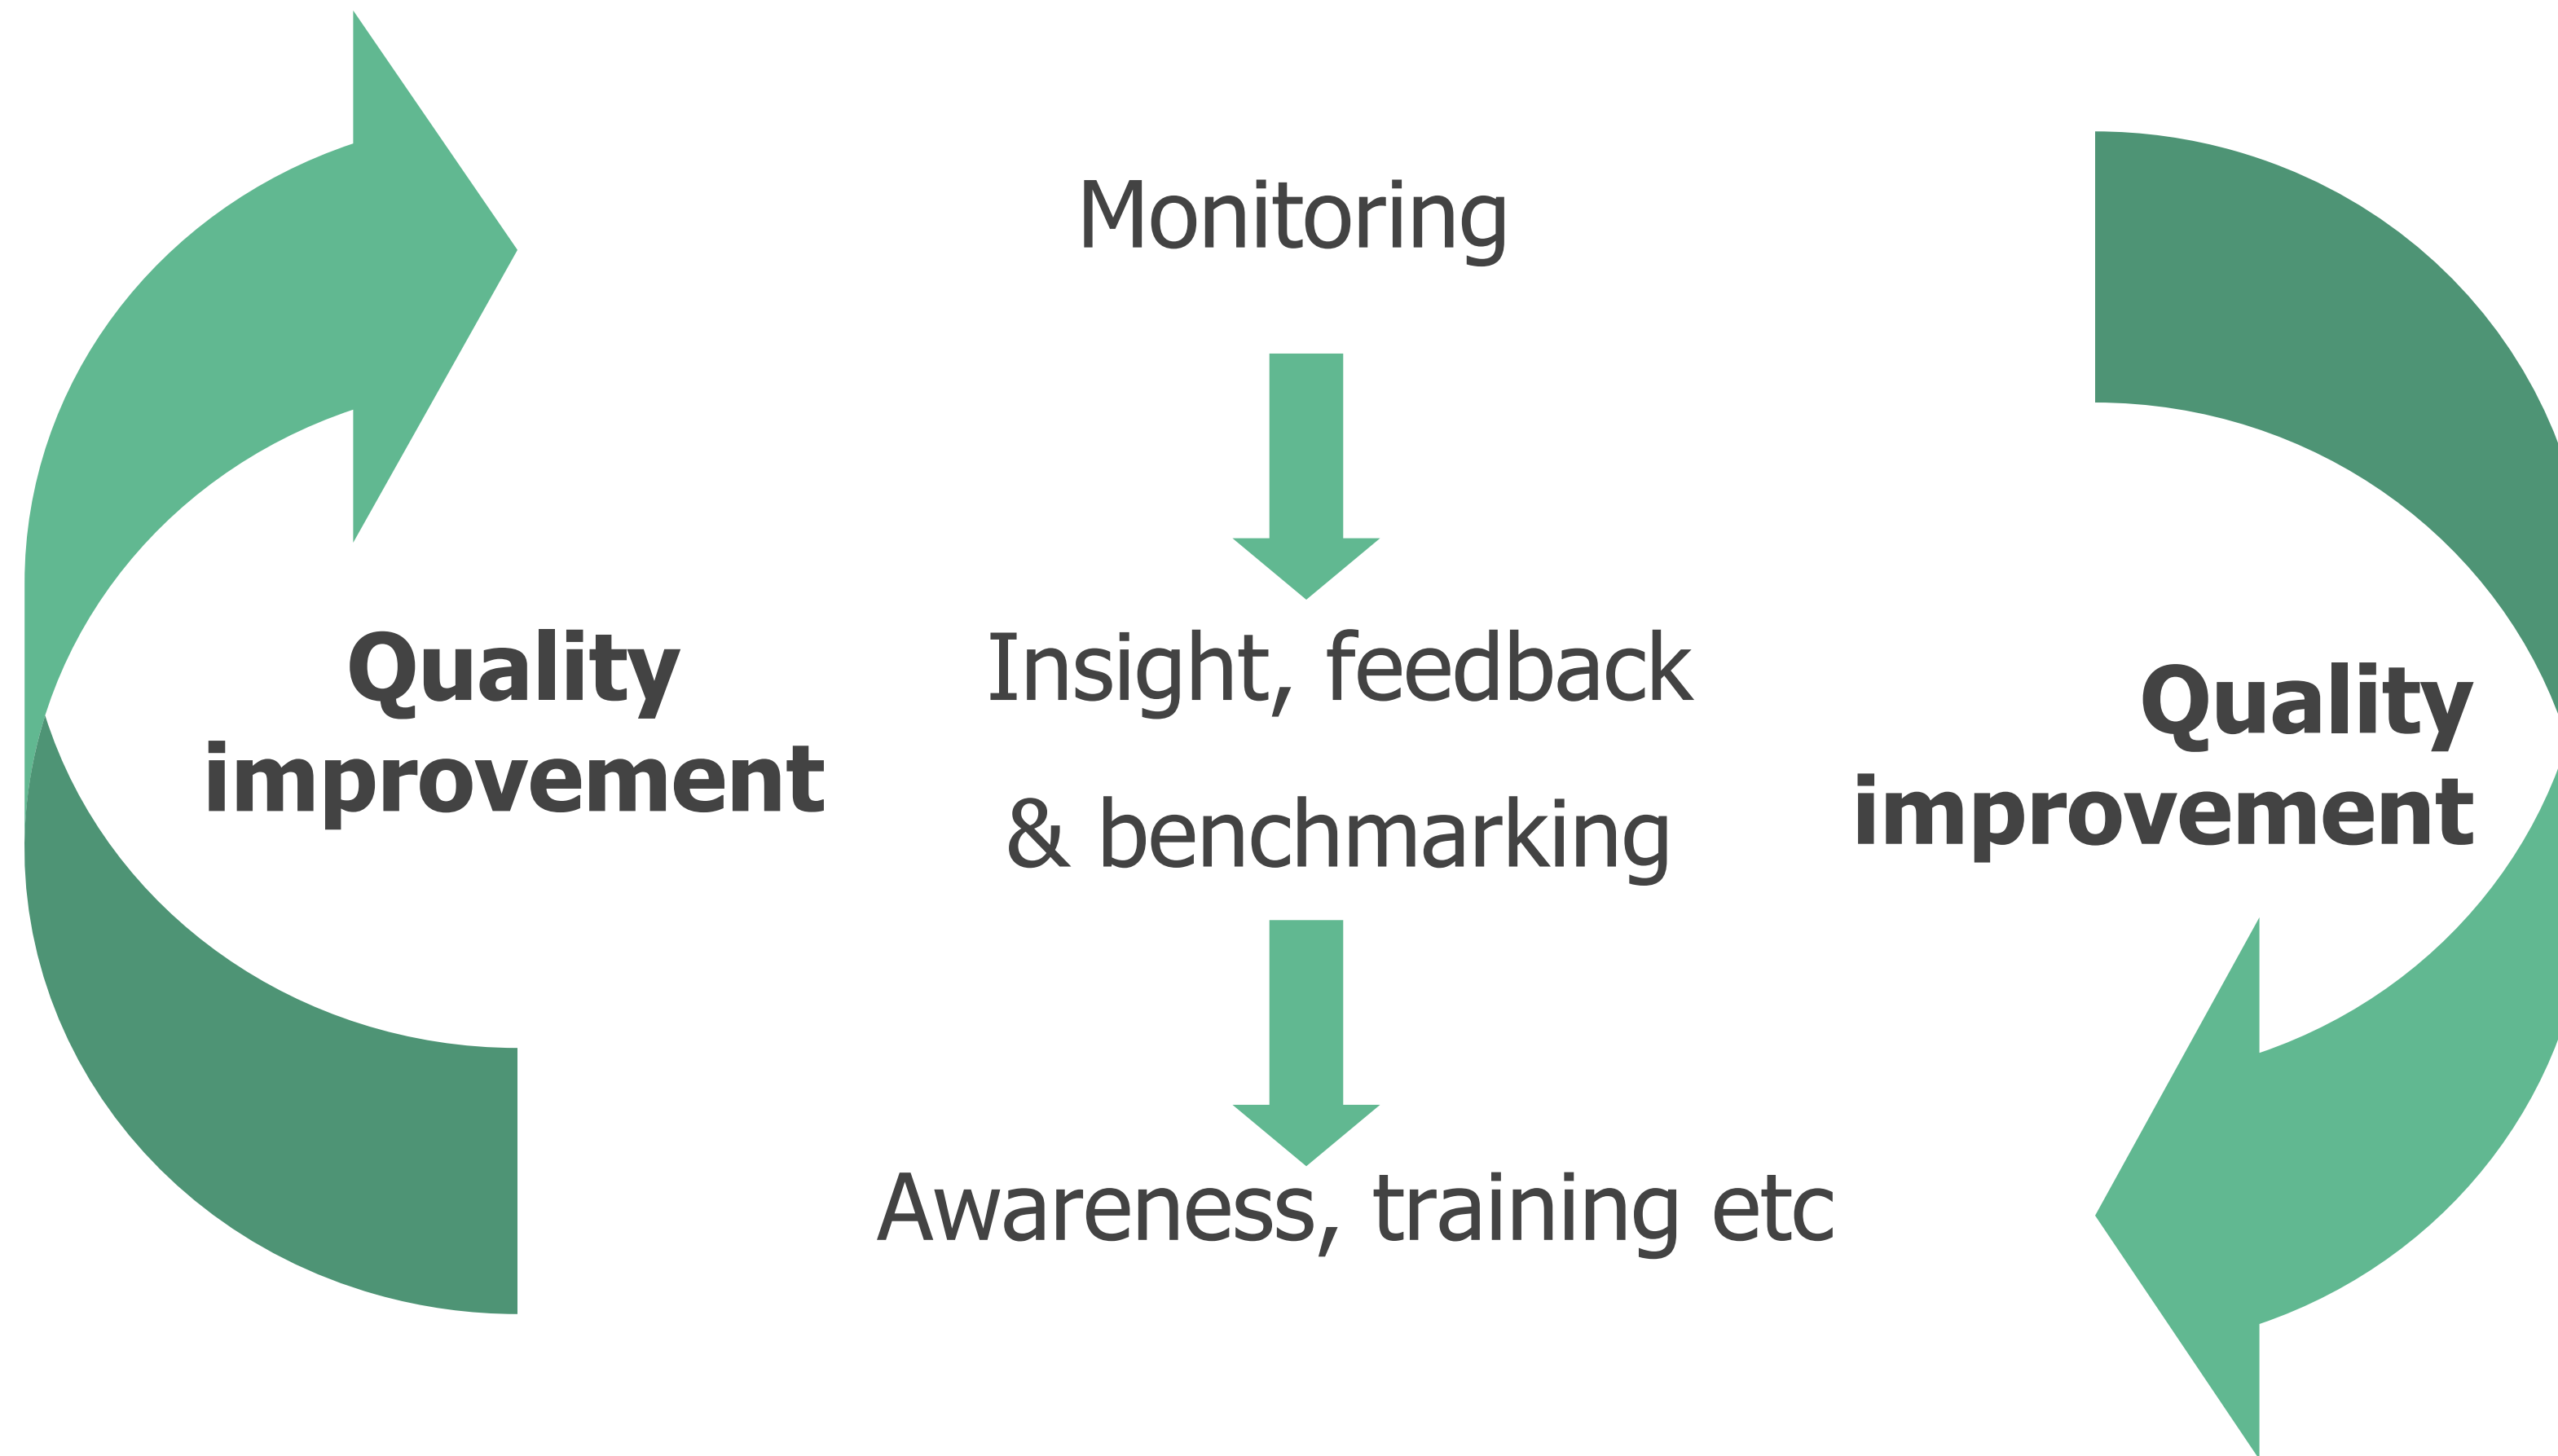 Monitoring
Quality
improvement
Insight, feedback
& benchmarking
Quality
improvement
Awareness, training etc